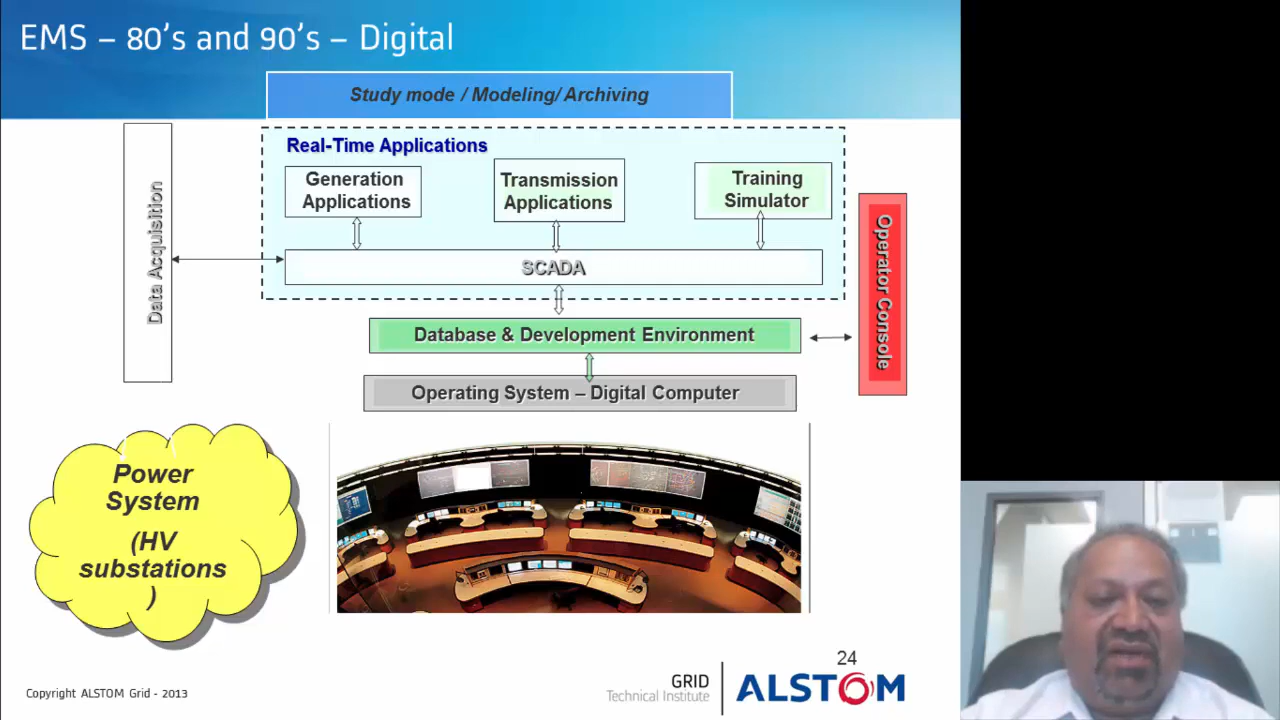 EMS – 80's and 90's – Digital
Study mode / Modeling/ Archiving
Real-Time Applications
Generation
Applications
Transmission
Applications
Training
Simulator
Data Acquisition
SCADA
Operator Console
Database & Development Environment
Operating System – Digital Computer
Power
System
(HV
substations
)
24
Copyright ALSTOM Grid - 2013
GRID
Technical Institute
ALSTOM